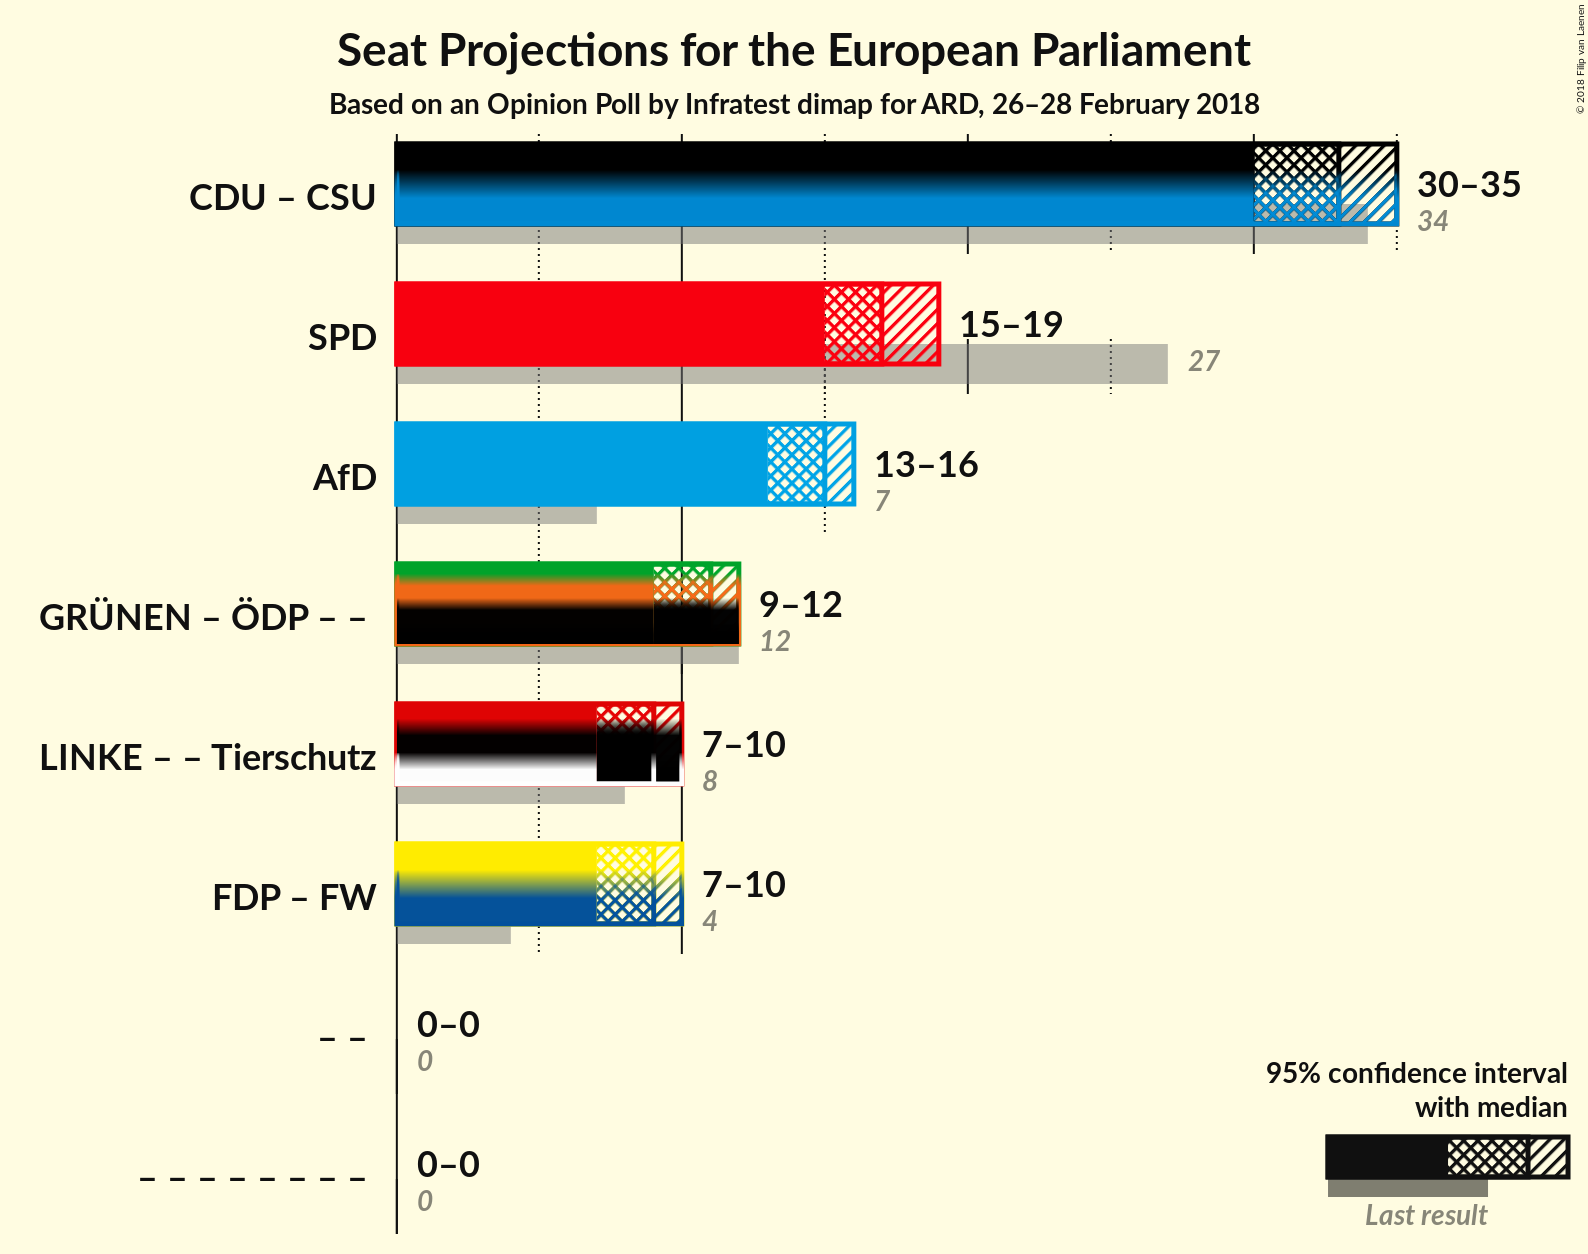 Seat Projections for the European Parliament
Based on an Opinion Poll by Infratest dimap for ARD, 26–28 February 2018
© 2018 Filip van Laenen
CDU – CSU
30–35
34
SPD
15–19
27
AfD
13–16
7
GRÜNEN – ÖDP – –
9–12
12
LINKE – – Tierschutz
7–10
8
FDP – FW
7–10
4
– –
0–0
0
– – – – – – – –
0–0
0
95% confidence interval
with median
Last result